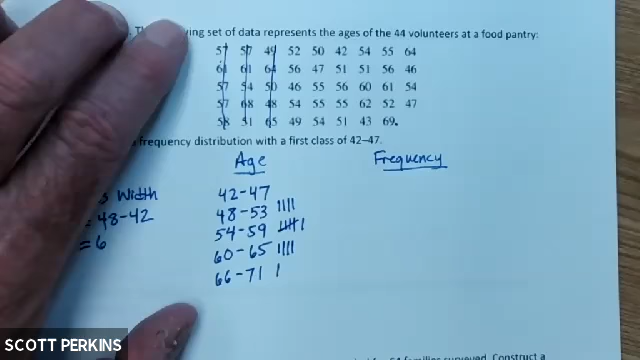 ving set of data represents the ages of the 44 volunteers at a food pantry:
57 57 49 52 50 42 54 55 64
61 61 64 56 47 51 51 56 46
57 54 50 46 55 56 60 61 54
57 68 48 54 55 55 62 52 47
58 51 65 49 54 51 43 69.
frequency distribution with a first class of 42–47.
Age Frequency
s Width
= 48-42
= 6
42-47
48-53 ||||
54-59 |||| |
60-65 ||||
66-71 |
families surveyed. Construct a
SCOTT PERKINS